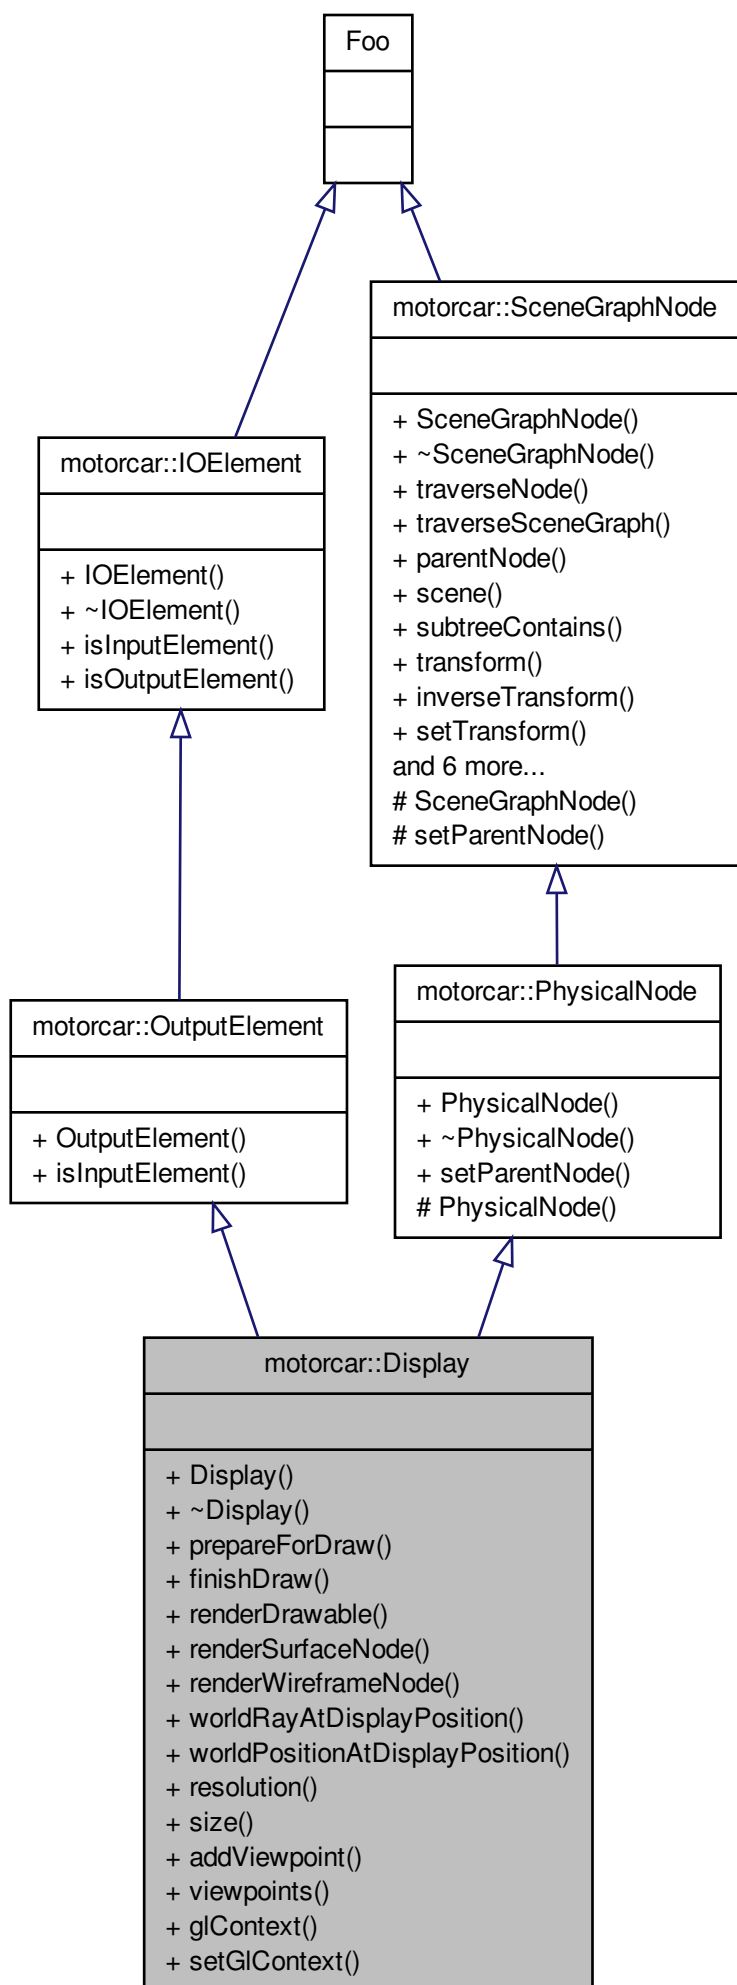 Foo
motorcar::SceneGraphNode
+ SceneGraphNode()
+ ~SceneGraphNode()
+ traverseNode()
+ traverseSceneGraph()
+ parentNode()
+ scene()
+ subtreeContains()
+ transform()
+ inverseTransform()
+ setTransform()
and 6 more...
# SceneGraphNode()
# setParentNode()
motorcar::IOElement
+ IOElement()
+ ~IOElement()
+ isInputElement()
+ isOutputElement()
motorcar::OutputElement
+ OutputElement()
+ isInputElement()
motorcar::PhysicalNode
+ PhysicalNode()
+ ~PhysicalNode()
+ setParentNode()
# PhysicalNode()
motorcar::Display
+ Display()
+ ~Display()
+ prepareForDraw()
+ finishDraw()
+ renderDrawable()
+ renderSurfaceNode()
+ renderWireframeNode()
+ worldRayAtDisplayPosition()
+ worldPositionAtDisplayPosition()
+ resolution()
+ size()
+ addViewpoint()
+ viewpoints()
+ glContext()
+ setGlContext()